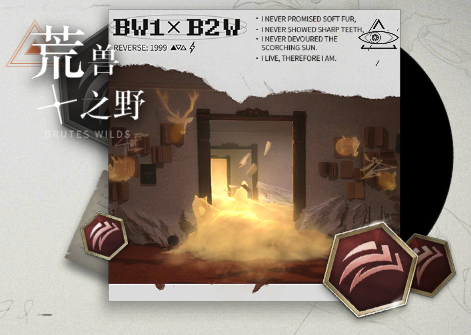 荒兽
之野
BRUTES WILDS
BW1× B2W
REVERSE: 1999
• I NEVER PROMISED SOFT FUR,
• I NEVER SHOWED SHARP TEETH,
• I NEVER DEVOURED THE
SCORCHING SUN.
• I LIVE, THEREFORE I AM.